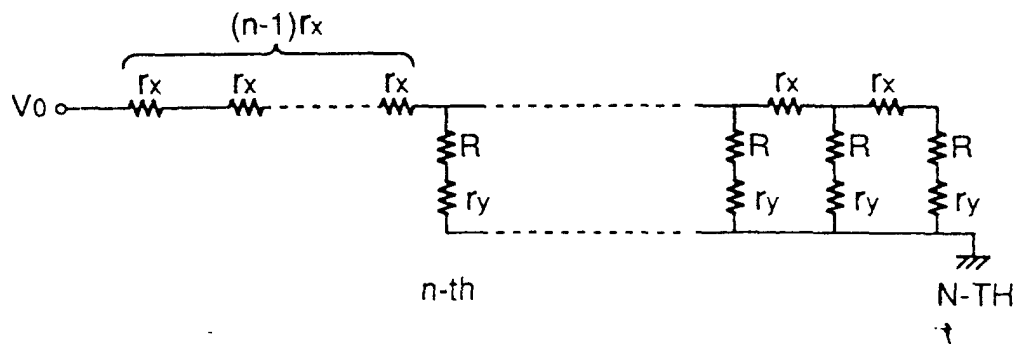 (n-1)rx
rx rx rx rx rx
V0
R R R R
ry ry ry ry
n-th N-TH